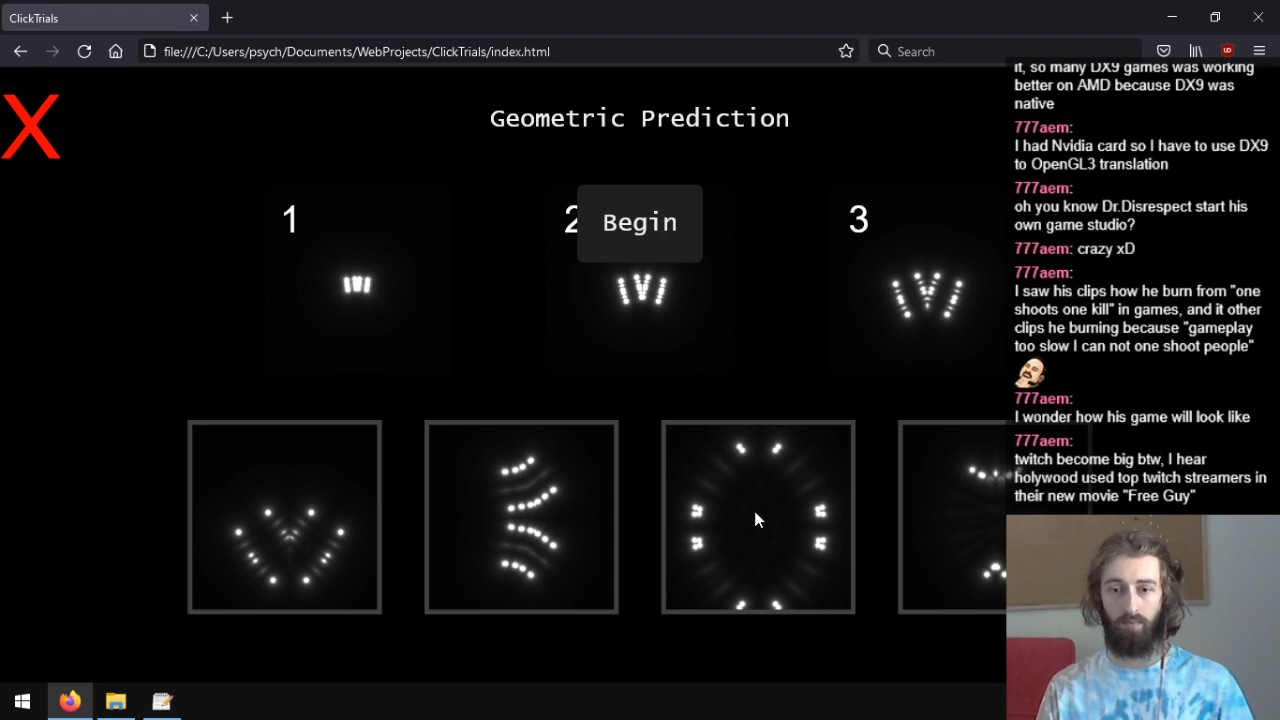 ClickTrials
file:///C:/Users/psych/Documents/WebProjects/ClickTrials/index.html
Search
UD
X
Geometric Prediction
1
2
3
Begin
it, so many DX9 games was working
better on AMD because DX9 was
native
777aem:
I had Nvidia card so I have to use DX9
to OpenGL3 translation
777aem:
oh you know Dr.Disrespect start his
own game studio?
777aem: crazy xD
777aem:
I saw his clips how he burn from "one
shoots one kill" in games, and it other
clips he burning because "gameplay
too slow I can not one shoot people"
777aem:
I wonder how his game will look like
777aem:
twitch become big btw, I hear
holywood used top twitch streamers in
their new movie "Free Guy"